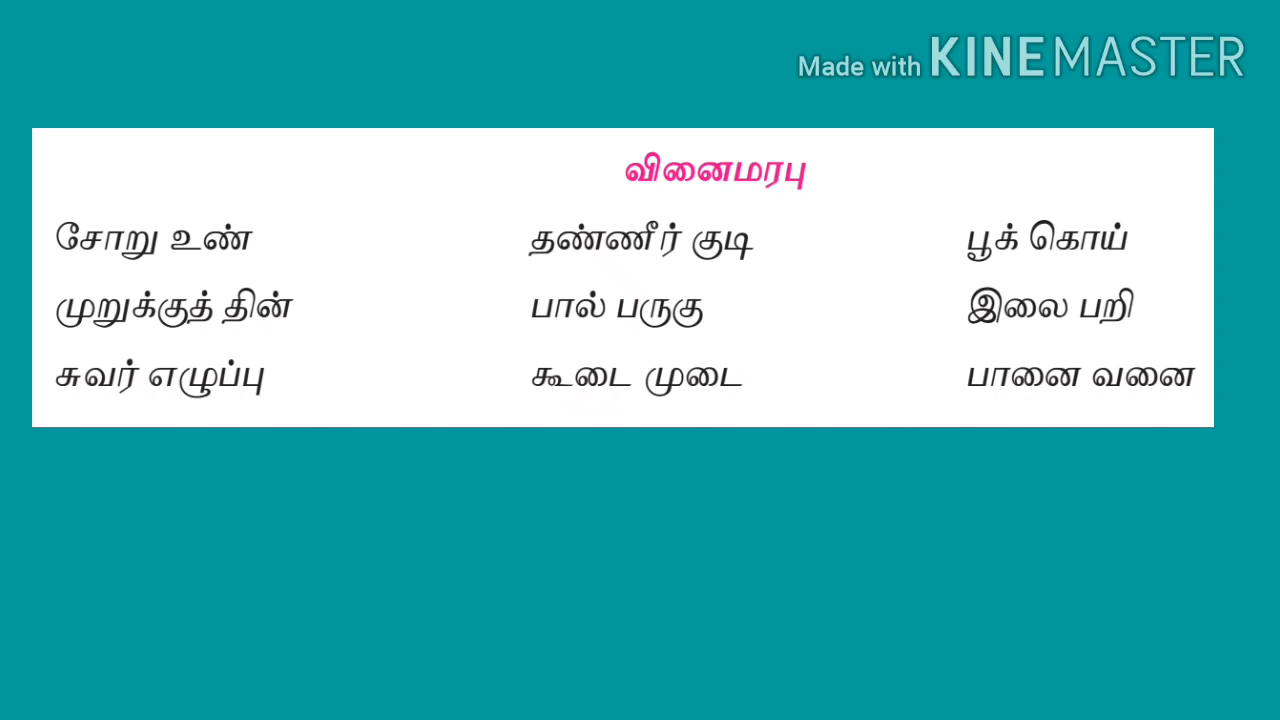 Made with KINEMASTER
வினைமரபு
சோறு உண் தண்ணீர் குடி பூக் கொய்
முறுக்குத் தின் பால் பருகு இலை பறி
சுவர் எழுப்பு கூடை முடை பானை வனை